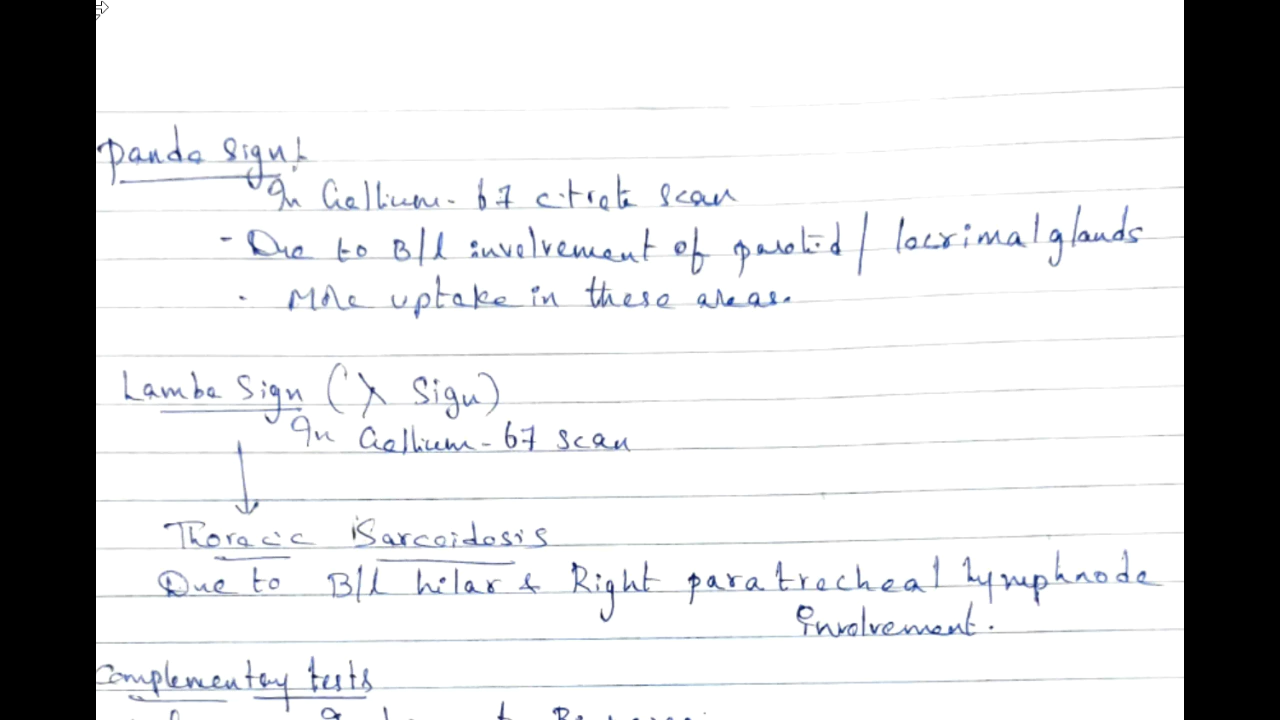 Panda Sign:
In Gallium-67 citrate scan
- Due to B/l involvement of parotid / lacrimal glands
. More uptake in these areas.
Lamba Sign (λ Sign)
In Gallium-67 scan
↓
Thoracic Sarcoidosis
Due to B/l hilar & Right paratracheal lymphnode
involvement.
Complementary tests